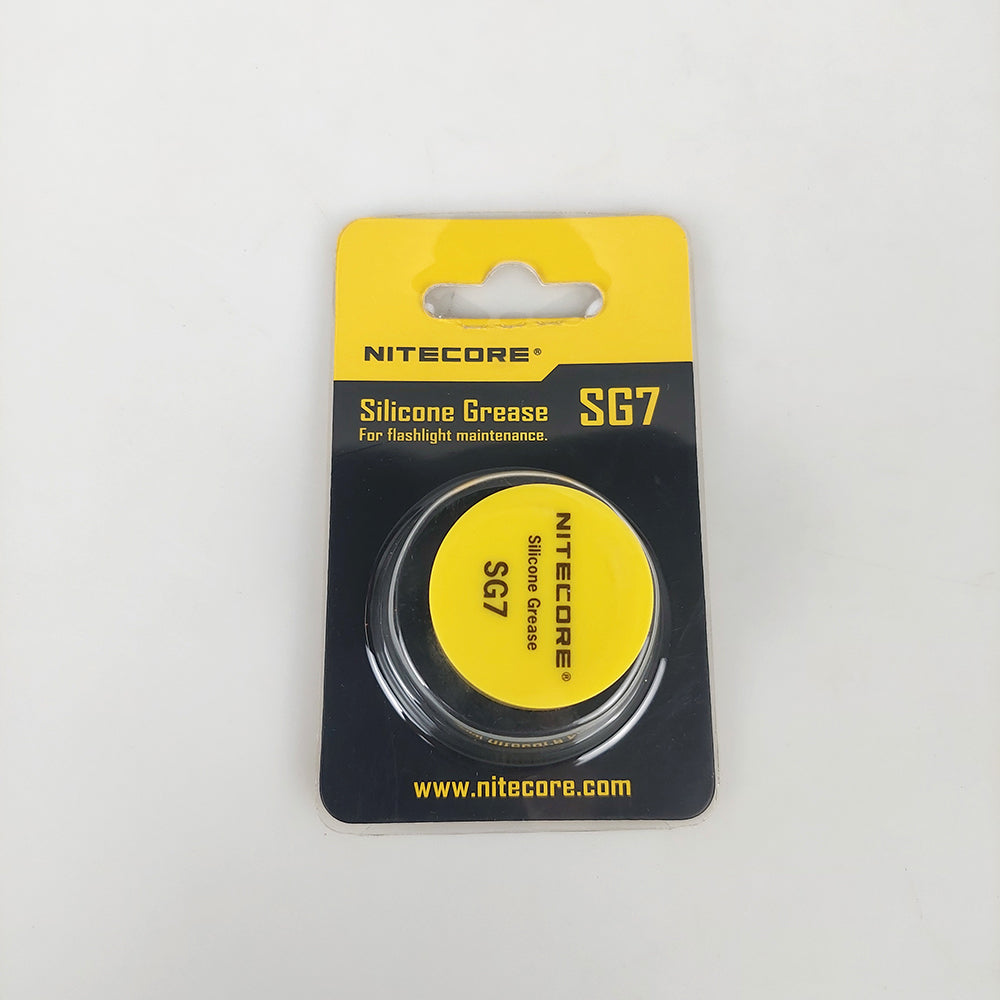 NITECORE®
Silicone Grease SG7
For flashlight maintenance.
NITECORE®
Silicone Grease
SG7
www.nitecore.com